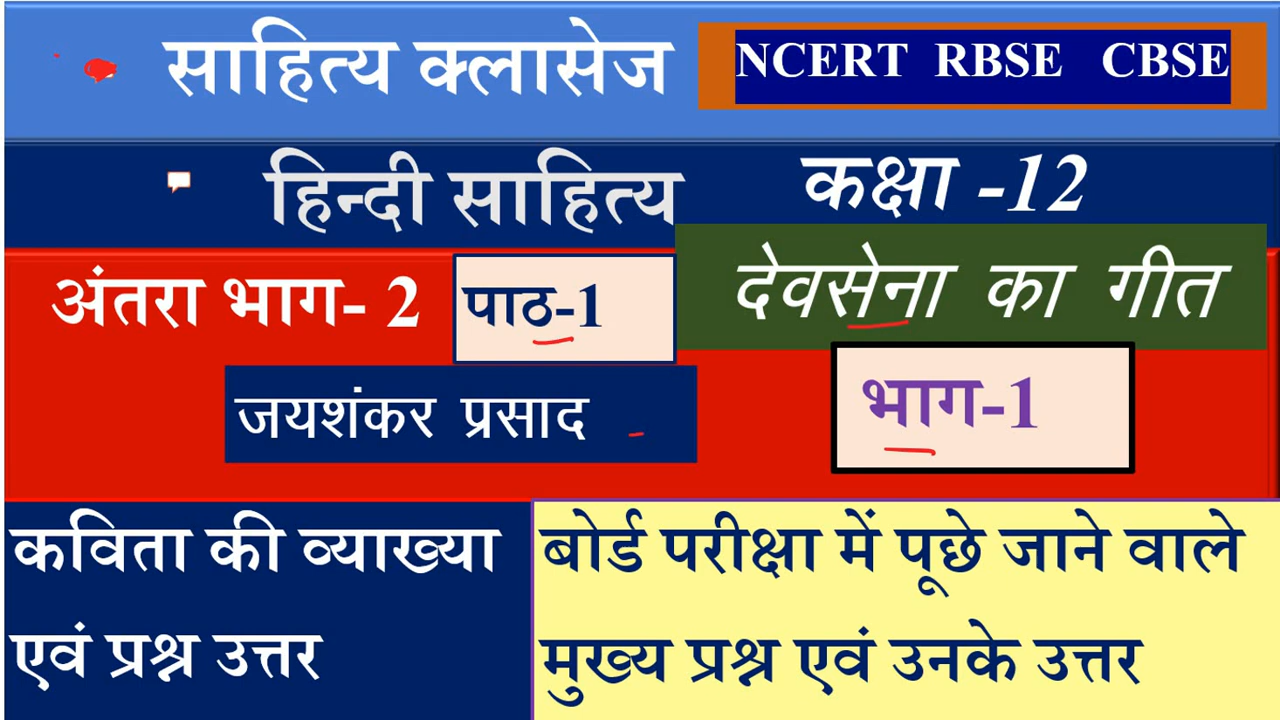 साहित्य क्लासेज
NCERT RBSE CBSE
हिन्दी साहित्य
कक्षा -12
अंतरा भाग- 2
पाठ-1
देवसेना का गीत
जयशंकर प्रसाद
भाग-1
कविता की व्याख्या
एवं प्रश्न उत्तर
बोर्ड परीक्षा में पूछे जाने वाले
मुख्य प्रश्न एवं उनके उत्तर